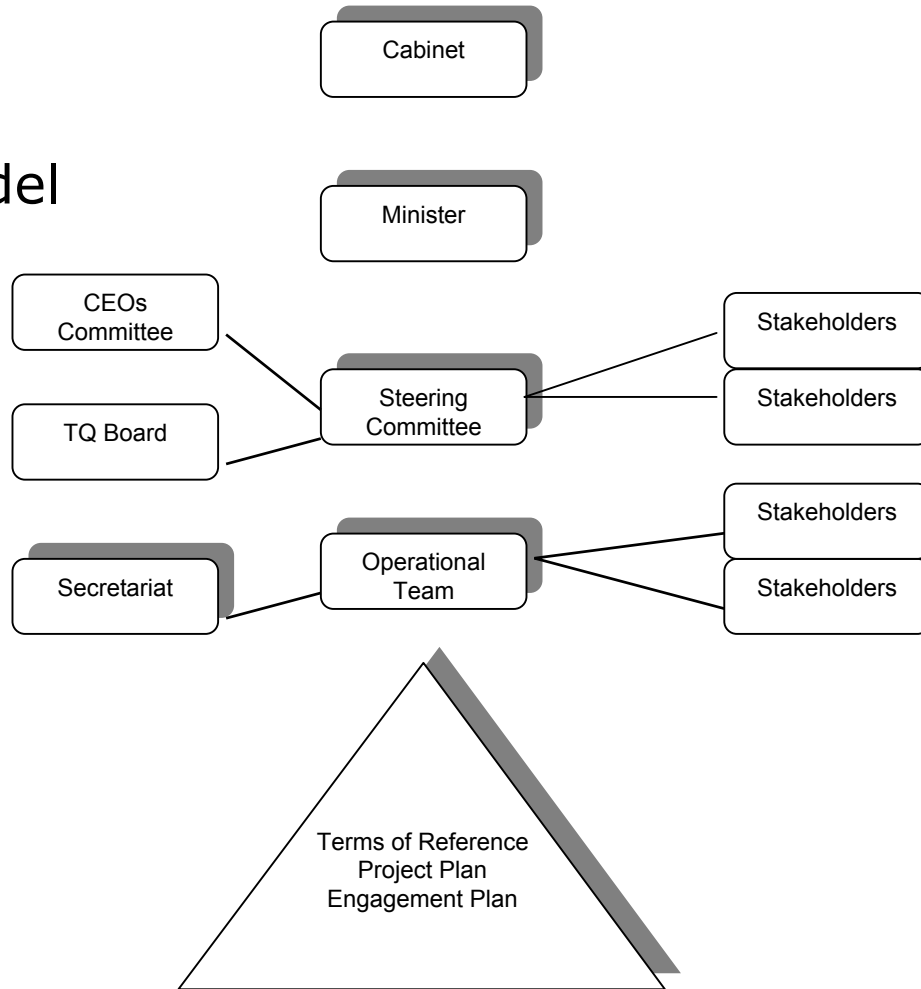 Cabinet
del
Minister
CEOs
Committee
Stakeholders
Steering
Committee
Stakeholders
TQ Board
Stakeholders
Secretariat
Operational
Team
Stakeholders
Terms of Reference
Project Plan
Engagement Plan